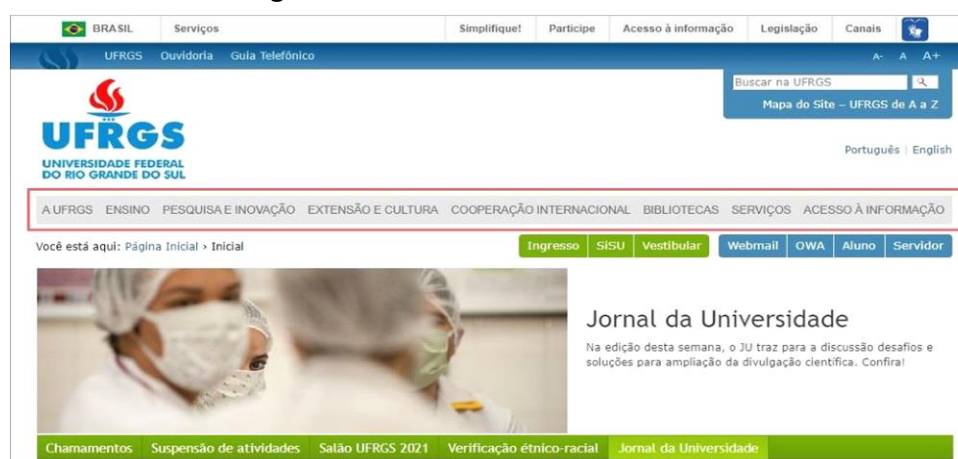 BRASIL Serviços Simplifique! Participe Acesso à informação Legislação Canais
UFRGS Ouvidoria Guia Telefônico A- A A+
Buscar na UFRGS
Mapa do Site – UFRGS de A a Z
UFRGS
UNIVERSIDADE FEDERAL
DO RIO GRANDE DO SUL
Português | English
A UFRGS ENSINO PESQUISA E INOVAÇÃO EXTENSÃO E CULTURA COOPERAÇÃO INTERNACIONAL BIBLIOTECAS SERVIÇOS ACESSO À INFORMAÇÃO
Você está aqui: Página Inicial › Inicial Ingresso SiSU Vestibular Webmail OWA Aluno Servidor
Jornal da Universidade
Na edição desta semana, o JU traz para a discussão desafios e
soluções para ampliação da divulgação científica. Confira!
Chamamentos Suspensão de atividades Salão UFRGS 2021 Verificação étnico-racial Jornal da Universidade